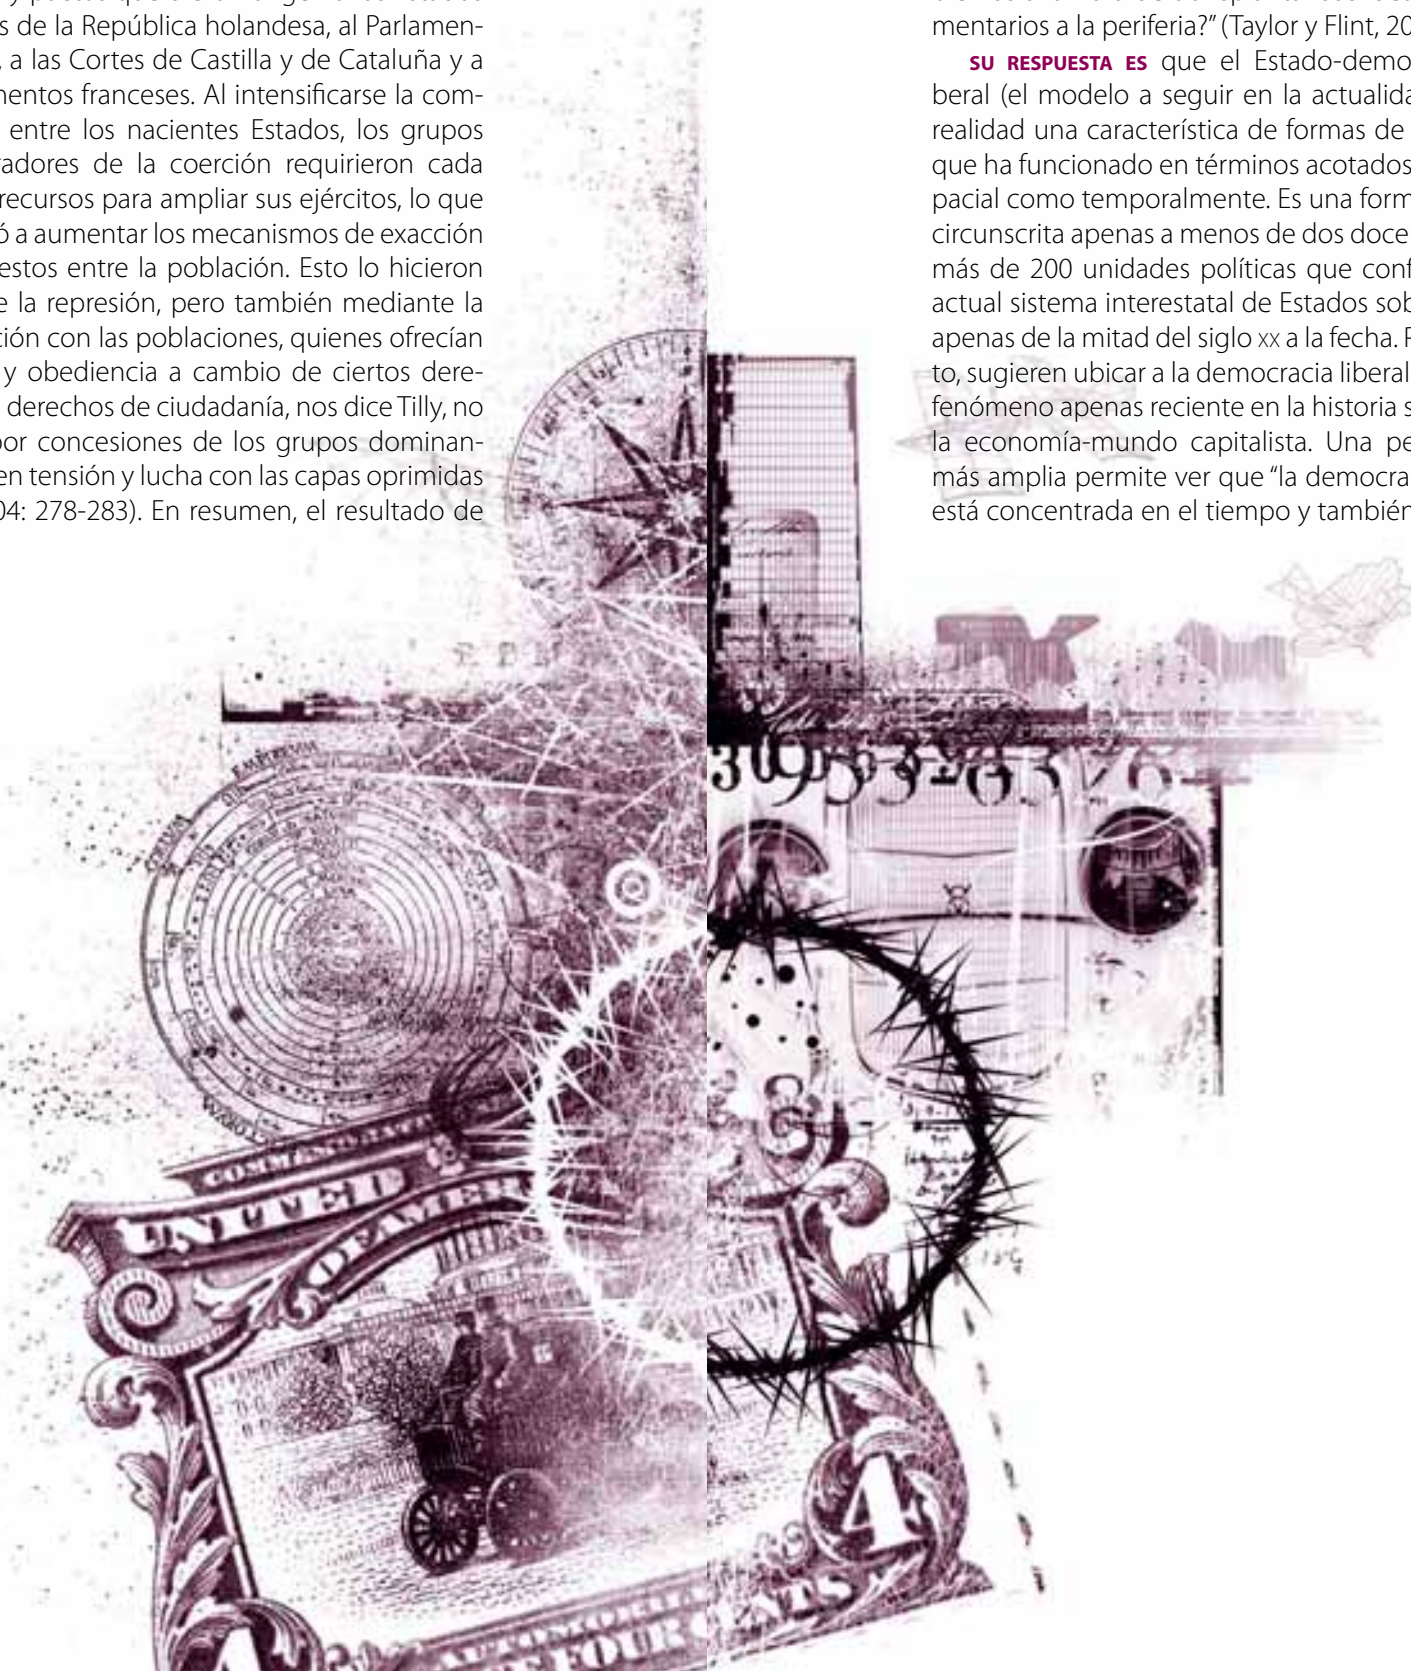 s de la República holandesa, al Parlamen-
, a las Cortes de Castilla y de Cataluña y a
mentos franceses. Al intensificarse la com-
entre los nacientes Estados, los grupos
radores de la coerción requirieron cada
recursos para ampliar sus ejércitos, lo que
ó a aumentar los mecanismos de exacción
estos entre la población. Esto lo hicieron
e la represión, pero también mediante la
ción con las poblaciones, quienes ofrecían
y obediencia a cambio de ciertos dere-
derechos de ciudadanía, nos dice Tilly, no
por concesiones de los grupos dominan-
en tensión y lucha con las capas oprimidas
04: 278-283). En resumen, el resultado de
mentarios a la periferia?” (Taylor y Flint, 20
SU RESPUESTA ES que el Estado-demo
beral (el modelo a seguir en la actualida
realidad una característica de formas de
que ha funcionado en términos acotados
pacial como temporalmente. Es una form
circunscrita apenas a menos de dos doce
más de 200 unidades políticas que conf
actual sistema interestatal de Estados sob
apenas de la mitad del siglo XX a la fecha. P
to, sugieren ubicar a la democracia liberal
fenómeno apenas reciente en la historia s
la economía-mundo capitalista. Una pe
más amplia permite ver que “la democra
está concentrada en el tiempo y también
UNITED
OF AMER
4
FOUR